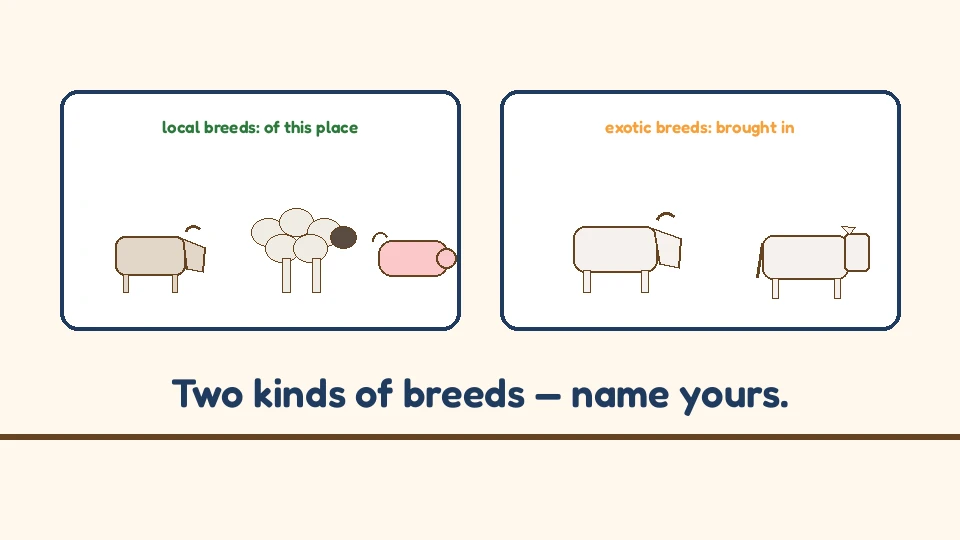 local breeds: of this place
exotic breeds: brought in
Two kinds of breeds — name yours.